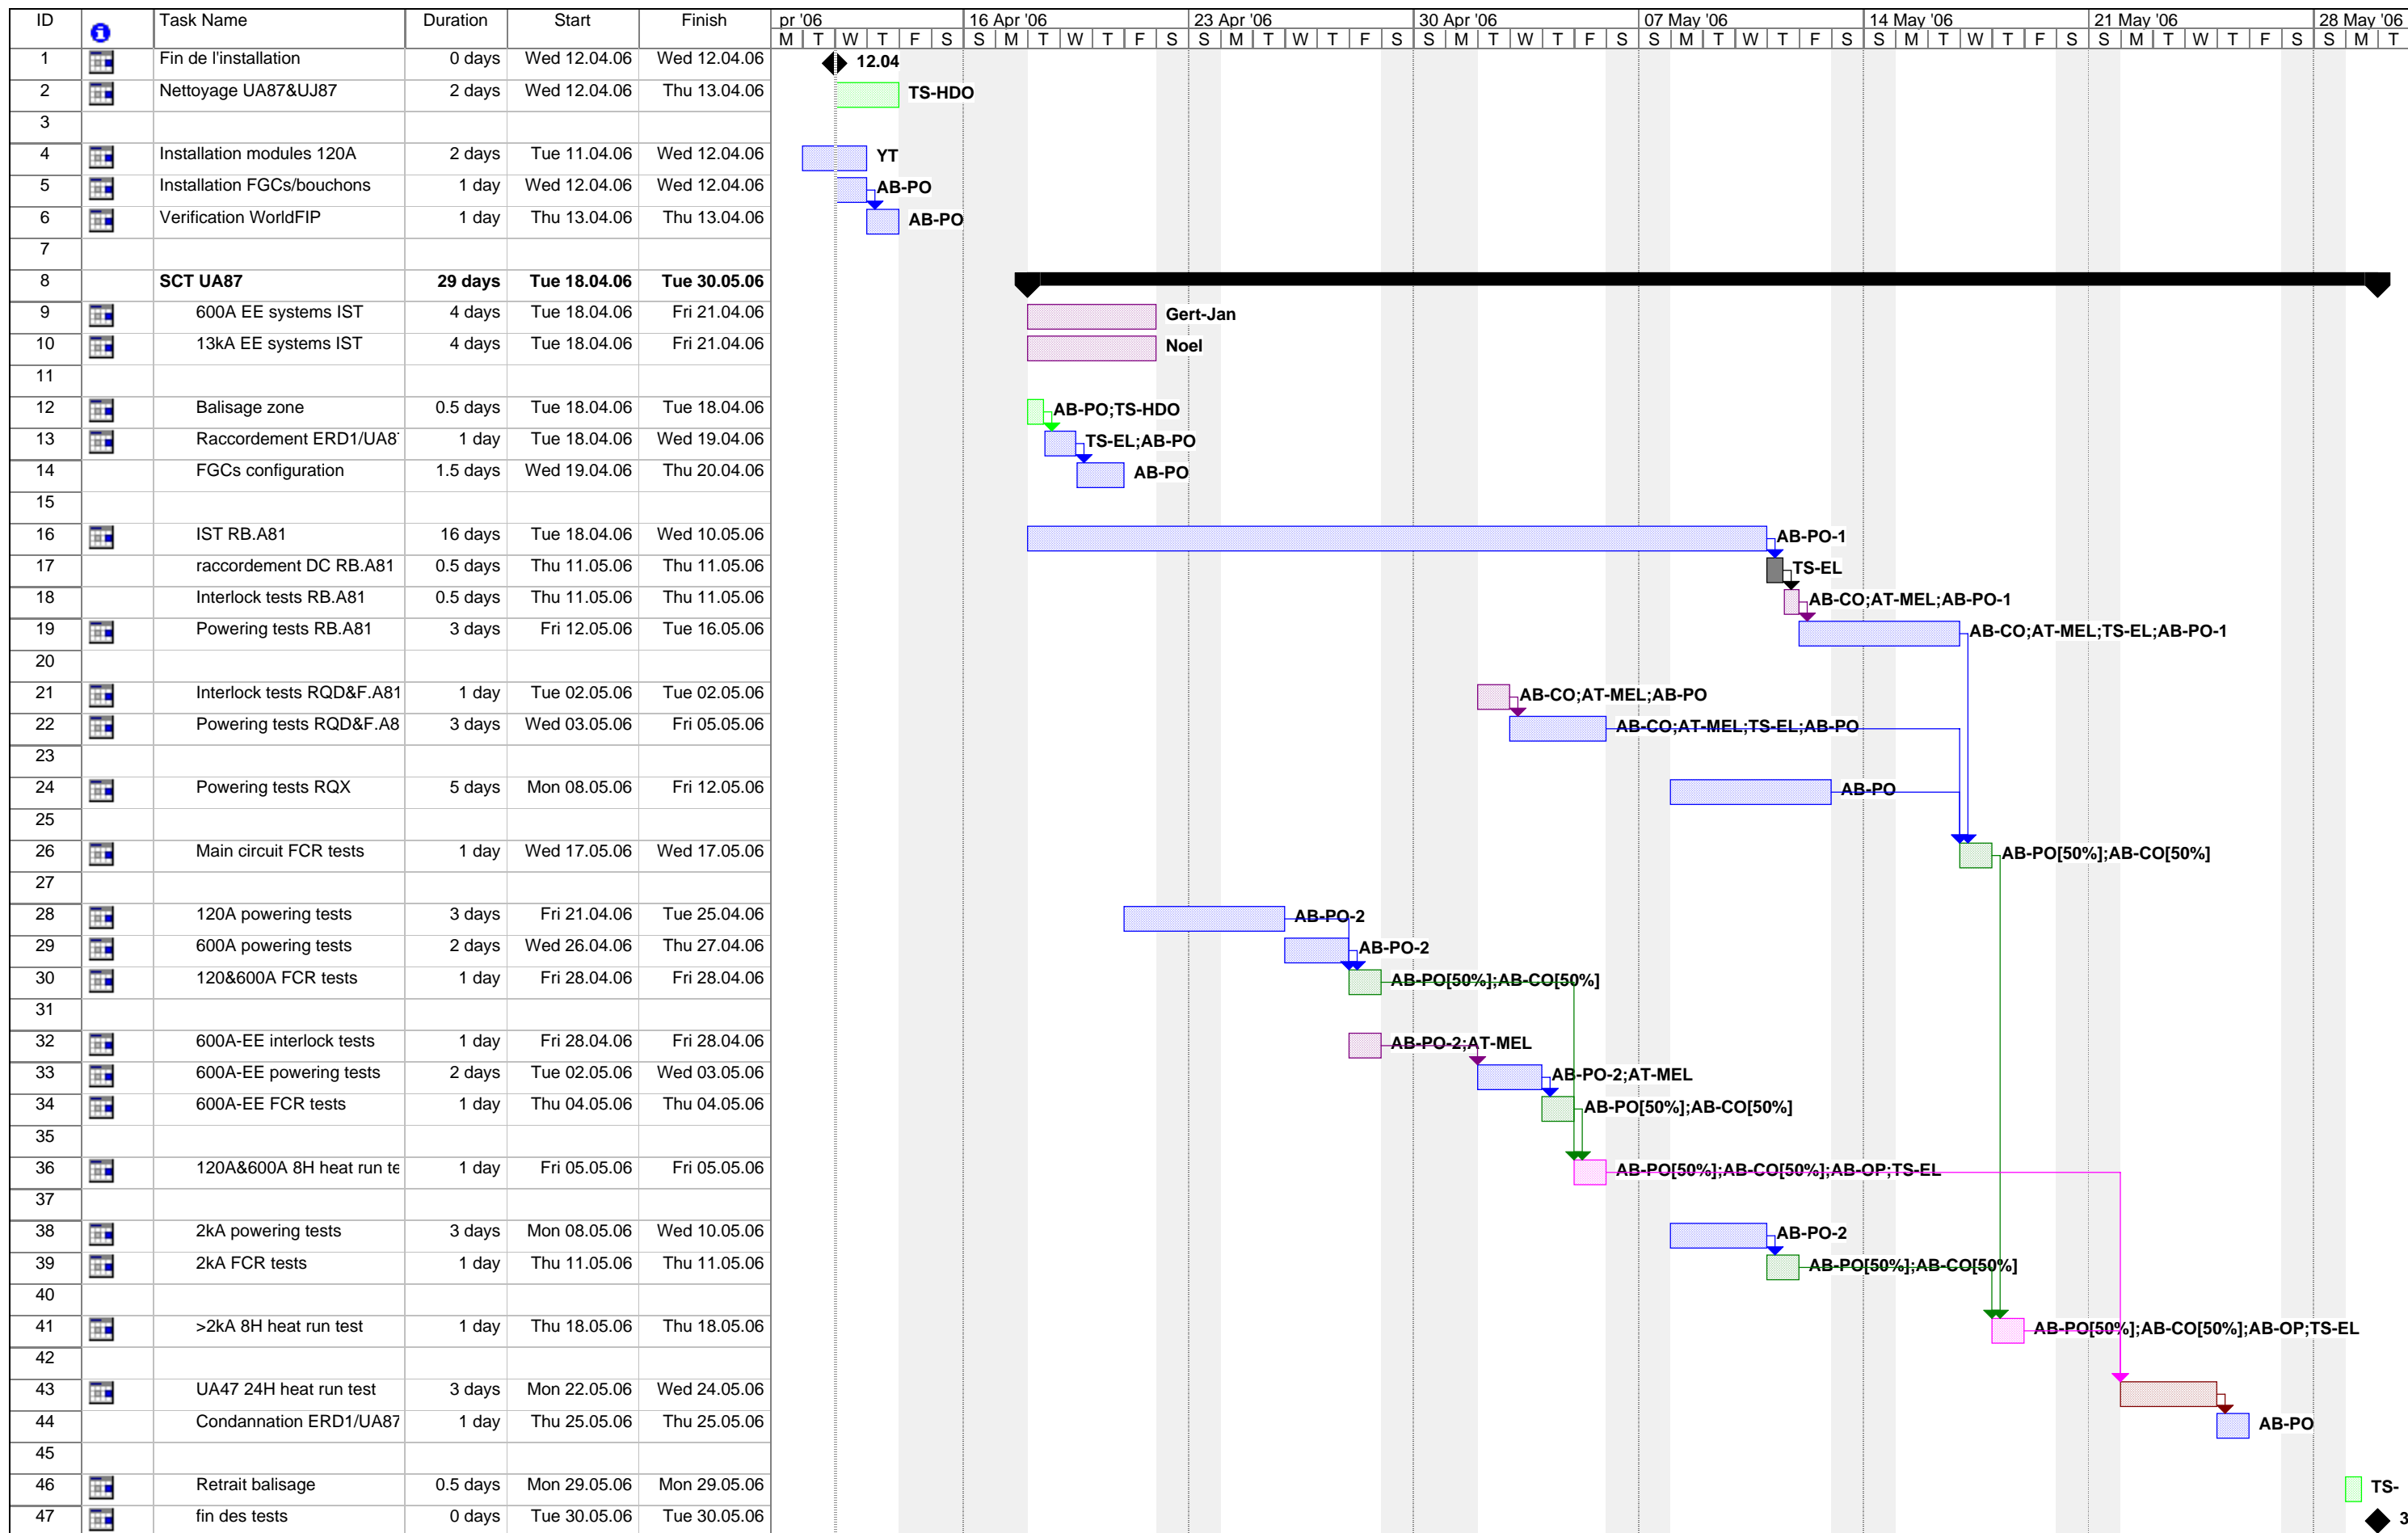 ID Task Name Duration Start Finish pr '06 16 Apr '06 23 Apr '06 30 Apr '06 07 May '06 14 May '06 21 May '06 28 May '06
M T W T F S S M T W T F S S M T W T F S S M T W T F S S M T W T F S S M T W T F S S M T W T F S S M T
1 Fin de l'installation 0 days Wed 12.04.06 Wed 12.04.06 12.04
2 Nettoyage UA87&UJ87 2 days Wed 12.04.06 Thu 13.04.06 TS-HDO
3
4 Installation modules 120A 2 days Tue 11.04.06 Wed 12.04.06 YT
5 Installation FGCs/bouchons 1 day Wed 12.04.06 Wed 12.04.06 AB-PO
6 Verification WorldFIP 1 day Thu 13.04.06 Thu 13.04.06 AB-PO
7
8 SCT UA87 29 days Tue 18.04.06 Tue 30.05.06
9 600A EE systems IST 4 days Tue 18.04.06 Fri 21.04.06 Gert-Jan
10 13kA EE systems IST 4 days Tue 18.04.06 Fri 21.04.06 Noel
11
12 Balisage zone 0.5 days Tue 18.04.06 Tue 18.04.06 AB-PO;TS-HDO
13 Raccordement ERD1/UA8 1 day Tue 18.04.06 Wed 19.04.06 TS-EL;AB-PO
14 FGCs configuration 1.5 days Wed 19.04.06 Thu 20.04.06 AB-PO
15
16 IST RB.A81 16 days Tue 18.04.06 Wed 10.05.06 AB-PO-1
17 raccordement DC RB.A81 0.5 days Thu 11.05.06 Thu 11.05.06 TS-EL
18 Interlock tests RB.A81 0.5 days Thu 11.05.06 Thu 11.05.06 AB-CO;AT-MEL;AB-PO-1
19 Powering tests RB.A81 3 days Fri 12.05.06 Tue 16.05.06 AB-CO;AT-MEL;TS-EL;AB-PO-1
20
21 Interlock tests RQD&F.A81 1 day Tue 02.05.06 Tue 02.05.06 AB-CO;AT-MEL;AB-PO
22 Powering tests RQD&F.A8 3 days Wed 03.05.06 Fri 05.05.06 AB-CO;AT-MEL;TS-EL;AB-PO
23
24 Powering tests RQX 5 days Mon 08.05.06 Fri 12.05.06 AB-PO
25
26 Main circuit FCR tests 1 day Wed 17.05.06 Wed 17.05.06 AB-PO[50%];AB-CO[50%]
27
28 120A powering tests 3 days Fri 21.04.06 Tue 25.04.06 AB-PO-2
29 600A powering tests 2 days Wed 26.04.06 Thu 27.04.06 AB-PO-2
30 120&600A FCR tests 1 day Fri 28.04.06 Fri 28.04.06 AB-PO[50%];AB-CO[50%]
31
32 600A-EE interlock tests 1 day Fri 28.04.06 Fri 28.04.06 AB-PO-2;AT-MEL
33 600A-EE powering tests 2 days Tue 02.05.06 Wed 03.05.06 AB-PO-2;AT-MEL
34 600A-EE FCR tests 1 day Thu 04.05.06 Thu 04.05.06 AB-PO[50%];AB-CO[50%]
35
36 120A&600A 8H heat run te 1 day Fri 05.05.06 Fri 05.05.06 AB-PO[50%];AB-CO[50%];AB-OP;TS-EL
37
38 2kA powering tests 3 days Mon 08.05.06 Wed 10.05.06 AB-PO-2
39 2kA FCR tests 1 day Thu 11.05.06 Thu 11.05.06 AB-PO[50%];AB-CO[50%]
40
41 >2kA 8H heat run test 1 day Thu 18.05.06 Thu 18.05.06 AB-PO[50%];AB-CO[50%];AB-OP;TS-EL
42
43 UA47 24H heat run test 3 days Mon 22.05.06 Wed 24.05.06
44 Condannation ERD1/UA87 1 day Thu 25.05.06 Thu 25.05.06 AB-PO
45
46 Retrait balisage 0.5 days Mon 29.05.06 Mon 29.05.06 TS-
47 fin des tests 0 days Tue 30.05.06 Tue 30.05.06